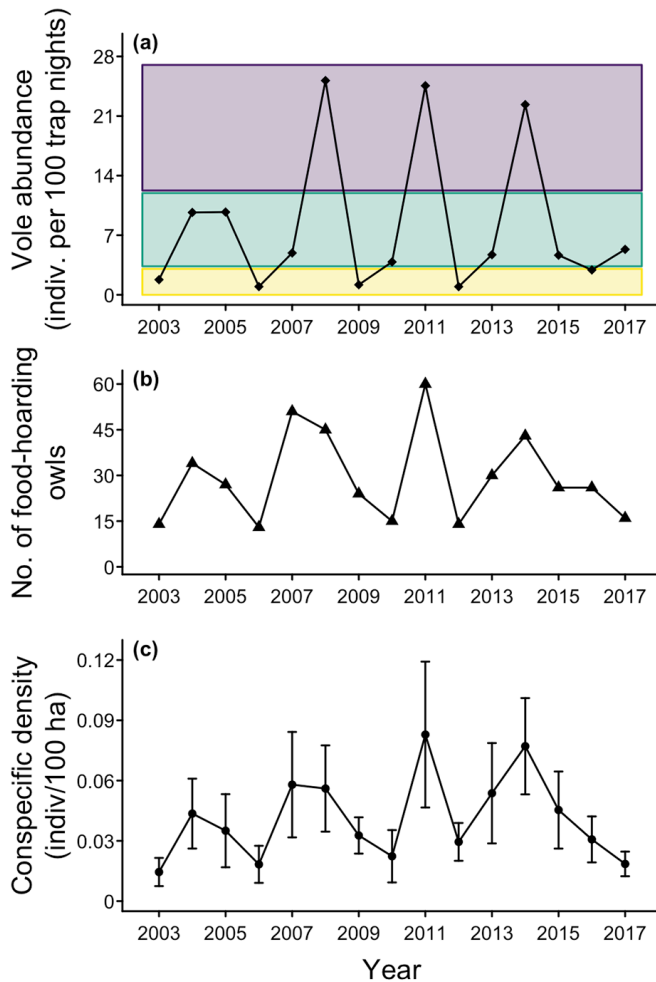 (a)
Vole abundance
(indiv. per 100 trap nights)
28
21
14
7
0
2003 2005 2007 2009 2011 2013 2015 2017
(b)
No. of food-hoarding
owls
60
45
30
15
0
2003 2005 2007 2009 2011 2013 2015 2017
(c)
Conspecific density
(indiv/100 ha)
0.12
0.09
0.06
0.03
0
2003 2005 2007 2009 2011 2013 2015 2017
Year